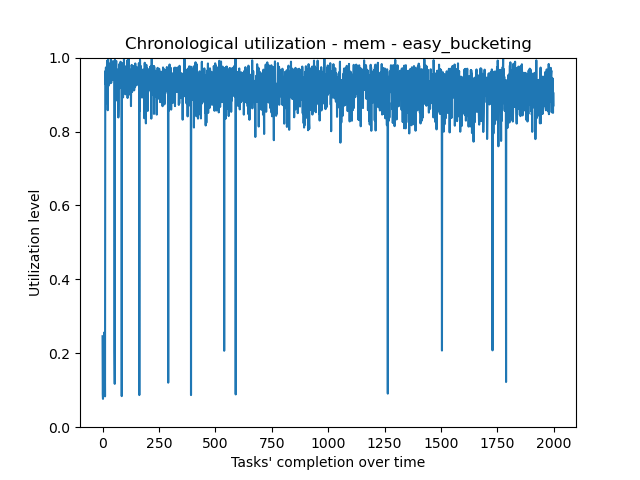 Chronological utilization - mem - easy_bucketing
1.0
0.8
0.6
0.4
0.2
0.0
Utilization level
0 250 500 750 1000 1250 1500 1750 2000
Tasks' completion over time